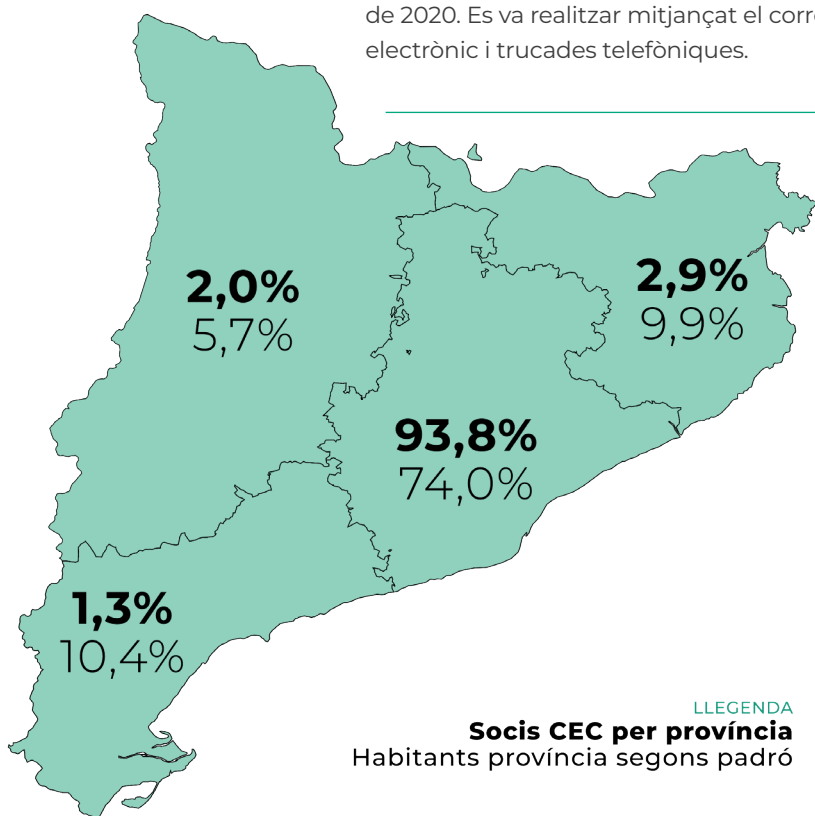 de 2020. Es va realitzar mitjançat el corre
electrònic i trucades telefòniques.
2,0%
5,7%
2,9%
9,9%
93,8%
74,0%
1,3%
10,4%
LLEGENDA
Socis CEC per província
Habitants província segons padró